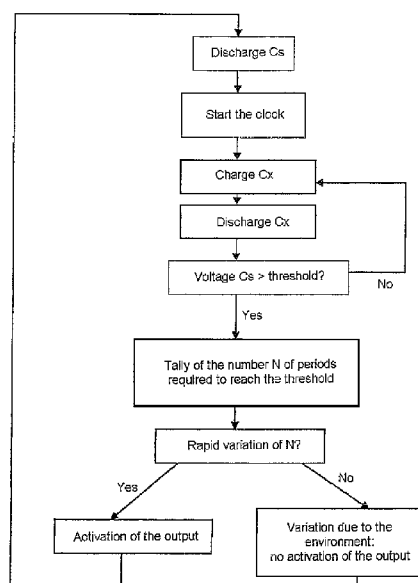 Discharge Cs
Start the clock
Charge Cx
Discharge Cx
Voltage Cs > threshold?
No
Yes
Tally of the number N of periods
required to reach the threshold
Rapid variation of N?
Yes
No
Activation of the output
Variation due to the
environment:
no activation of the output